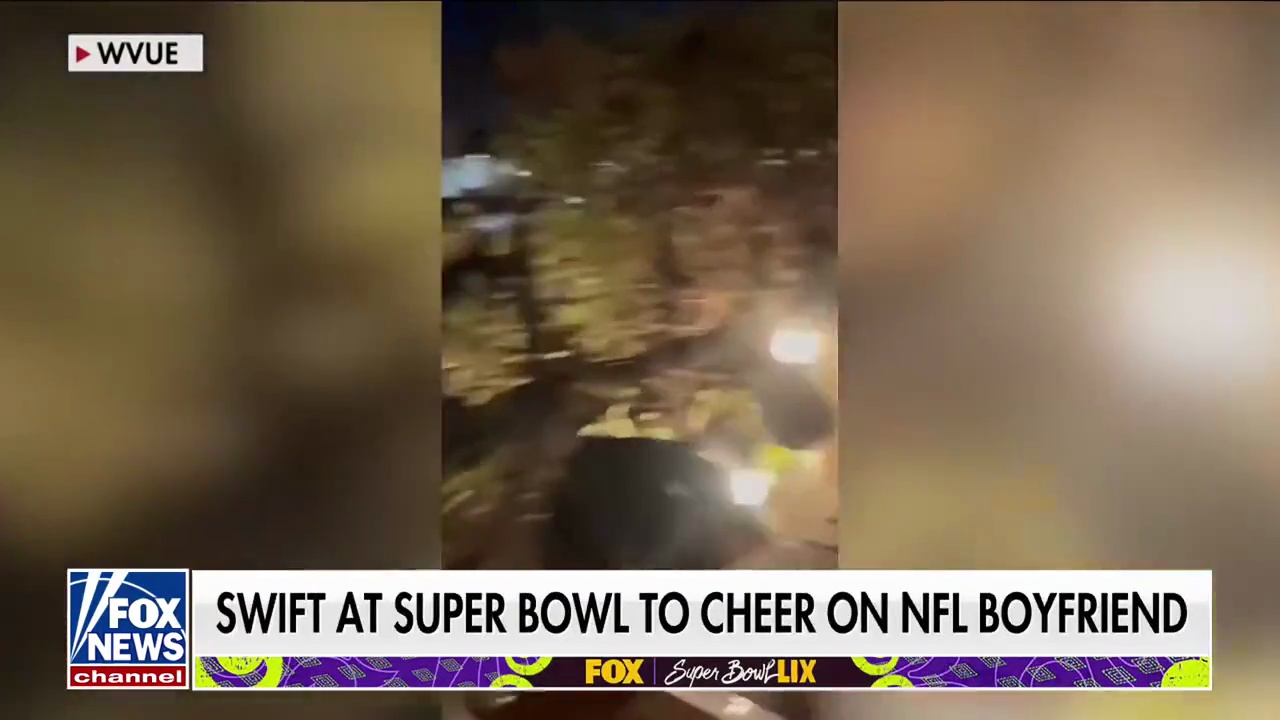 WVUE
SWIFT AT SUPER BOWL TO CHEER ON NFL BOYFRIEND
FOX
NEWS
channel
FOX Super Bowl LIX